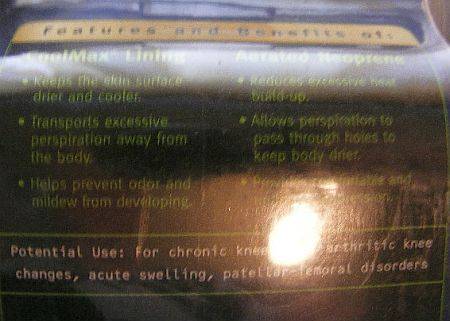 Features and Benefits of:
CoolMax Lining
• Keeps the skin surface
drier and cooler.
• Transports excessive
perspiration away from
the body.
• Helps prevent odor and
mildew from developing.
Aerated Neoprene
• Reduces excessive heat
build-up.
• Allows perspiration to
pass through holes to
keep body drier.
and
Potential Use: For chronic knee arthritic knee
changes, acute swelling, patellar-femoral disorders